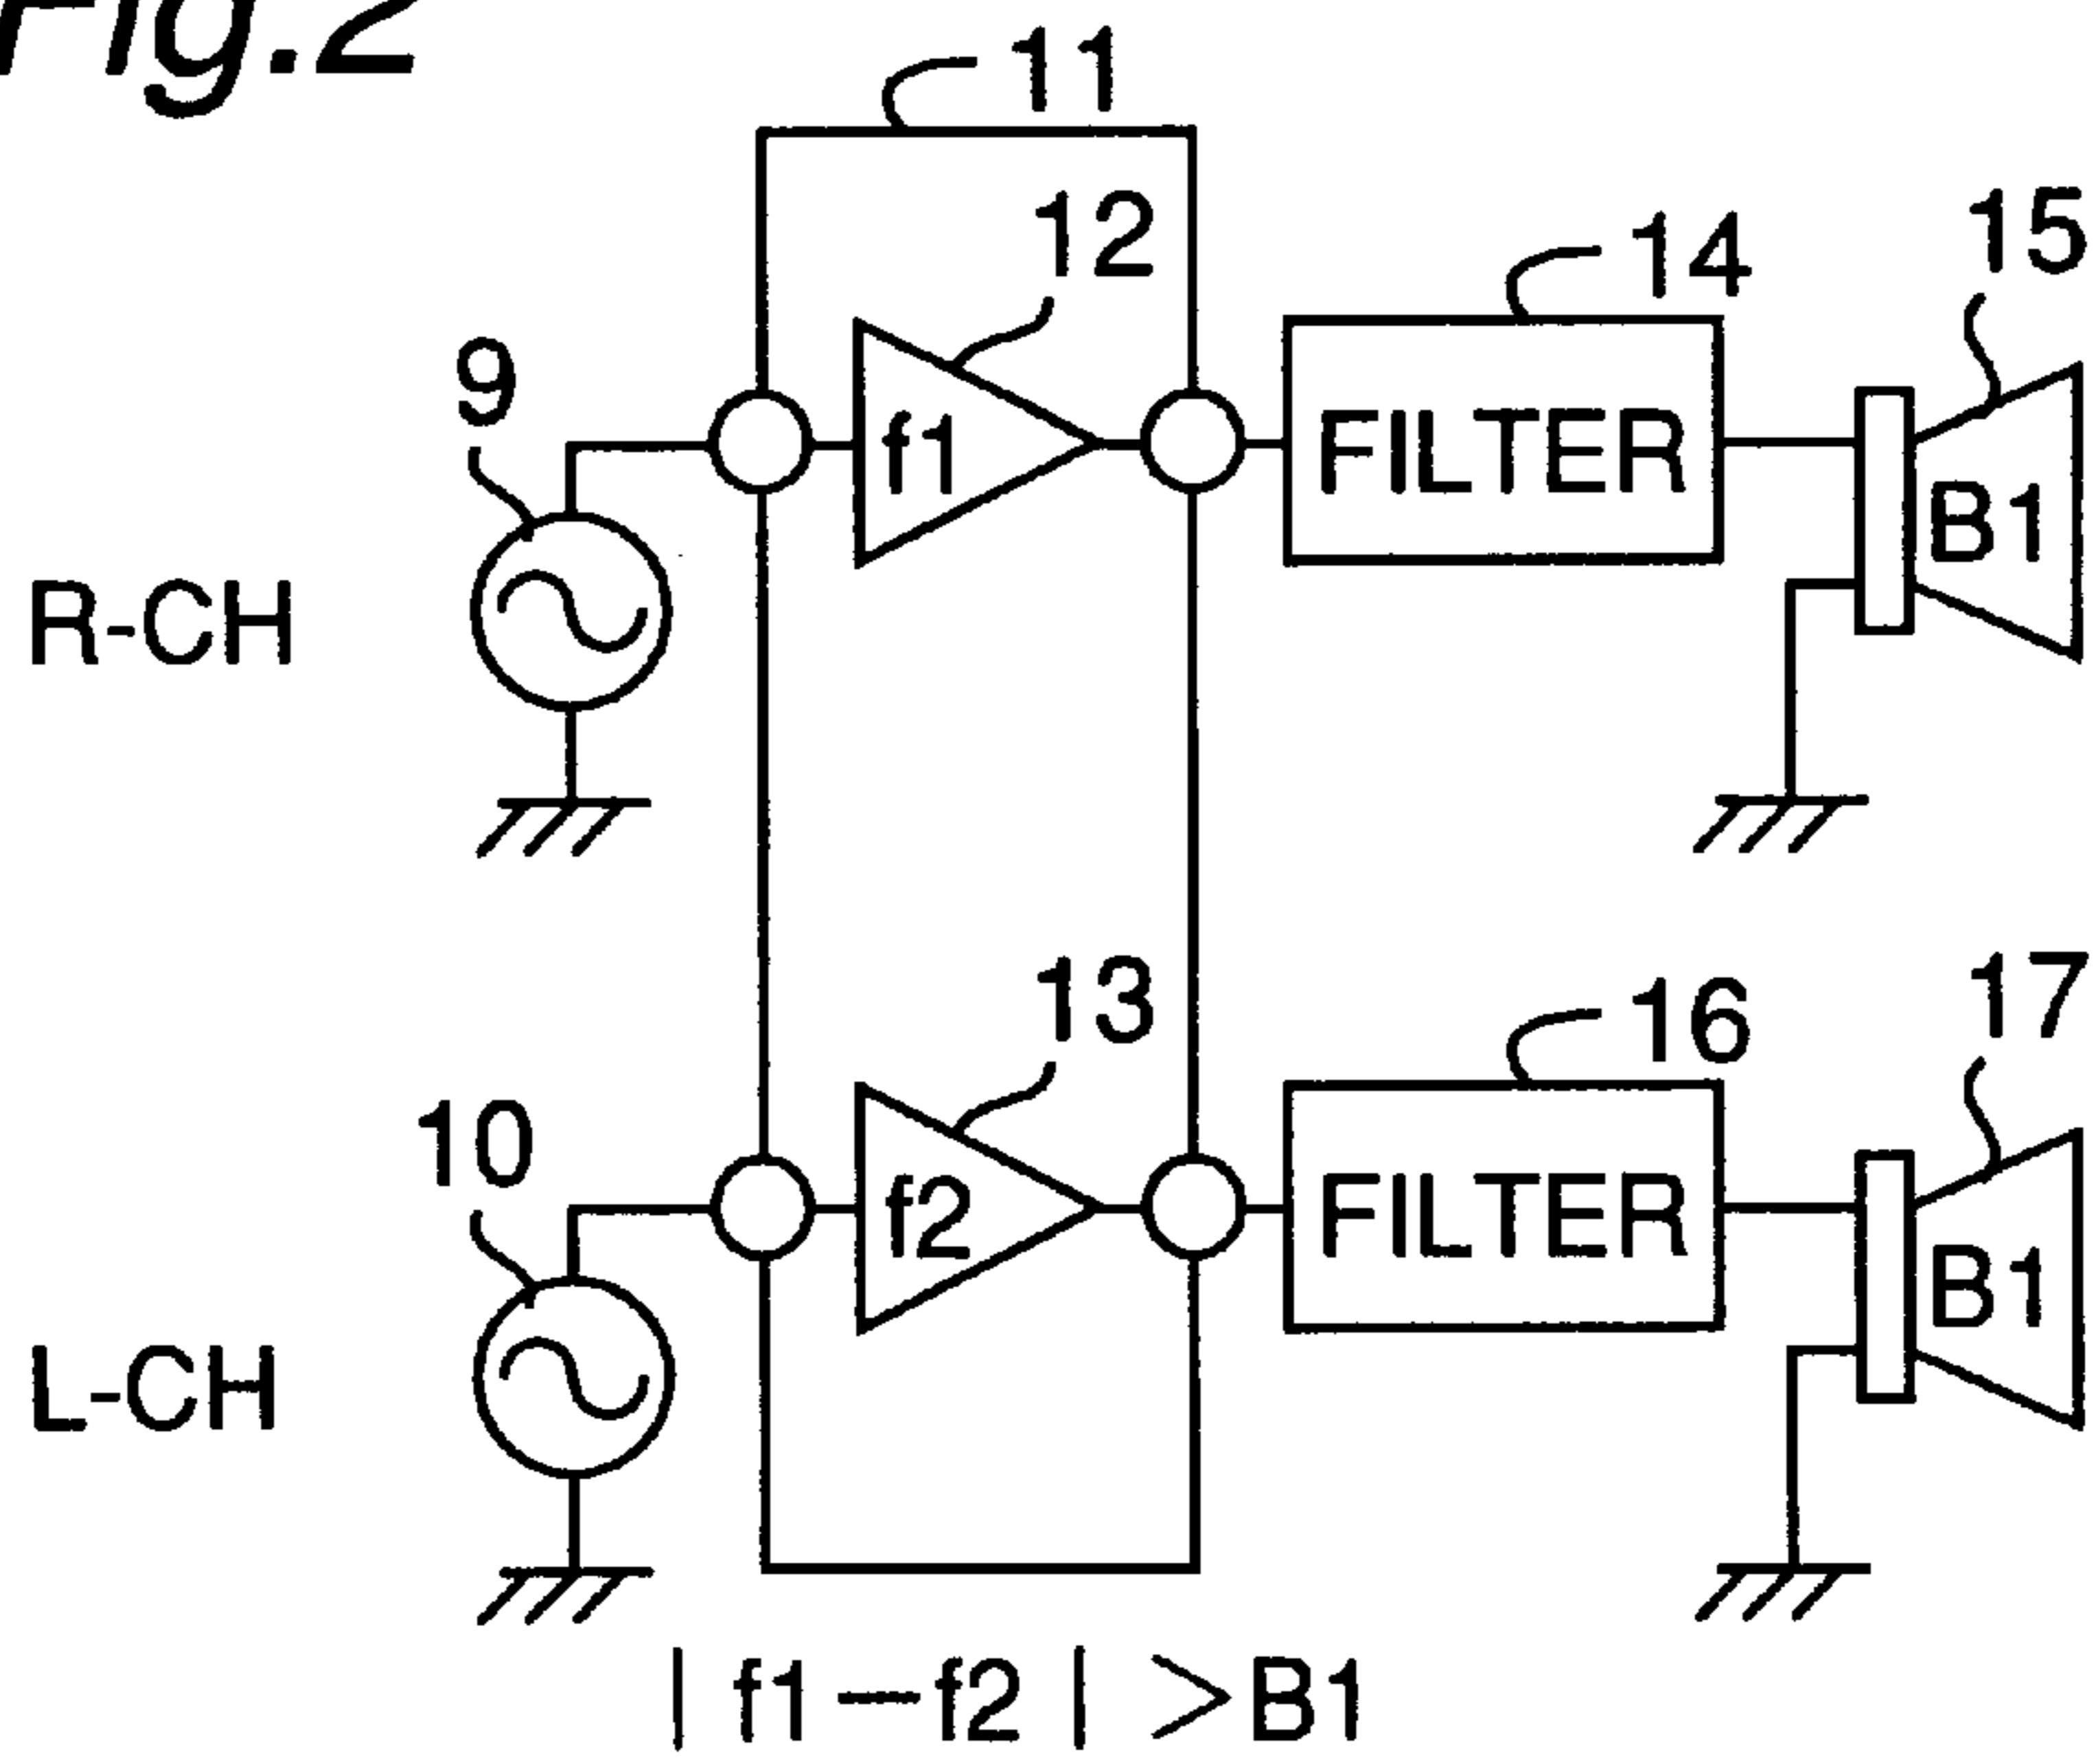 Fig.2
11
12
14
15
9
f1
FILTER
B1
R-CH
13
16
17
10
f2
FILTER
B1
L-CH
| f1−f2 | >B1